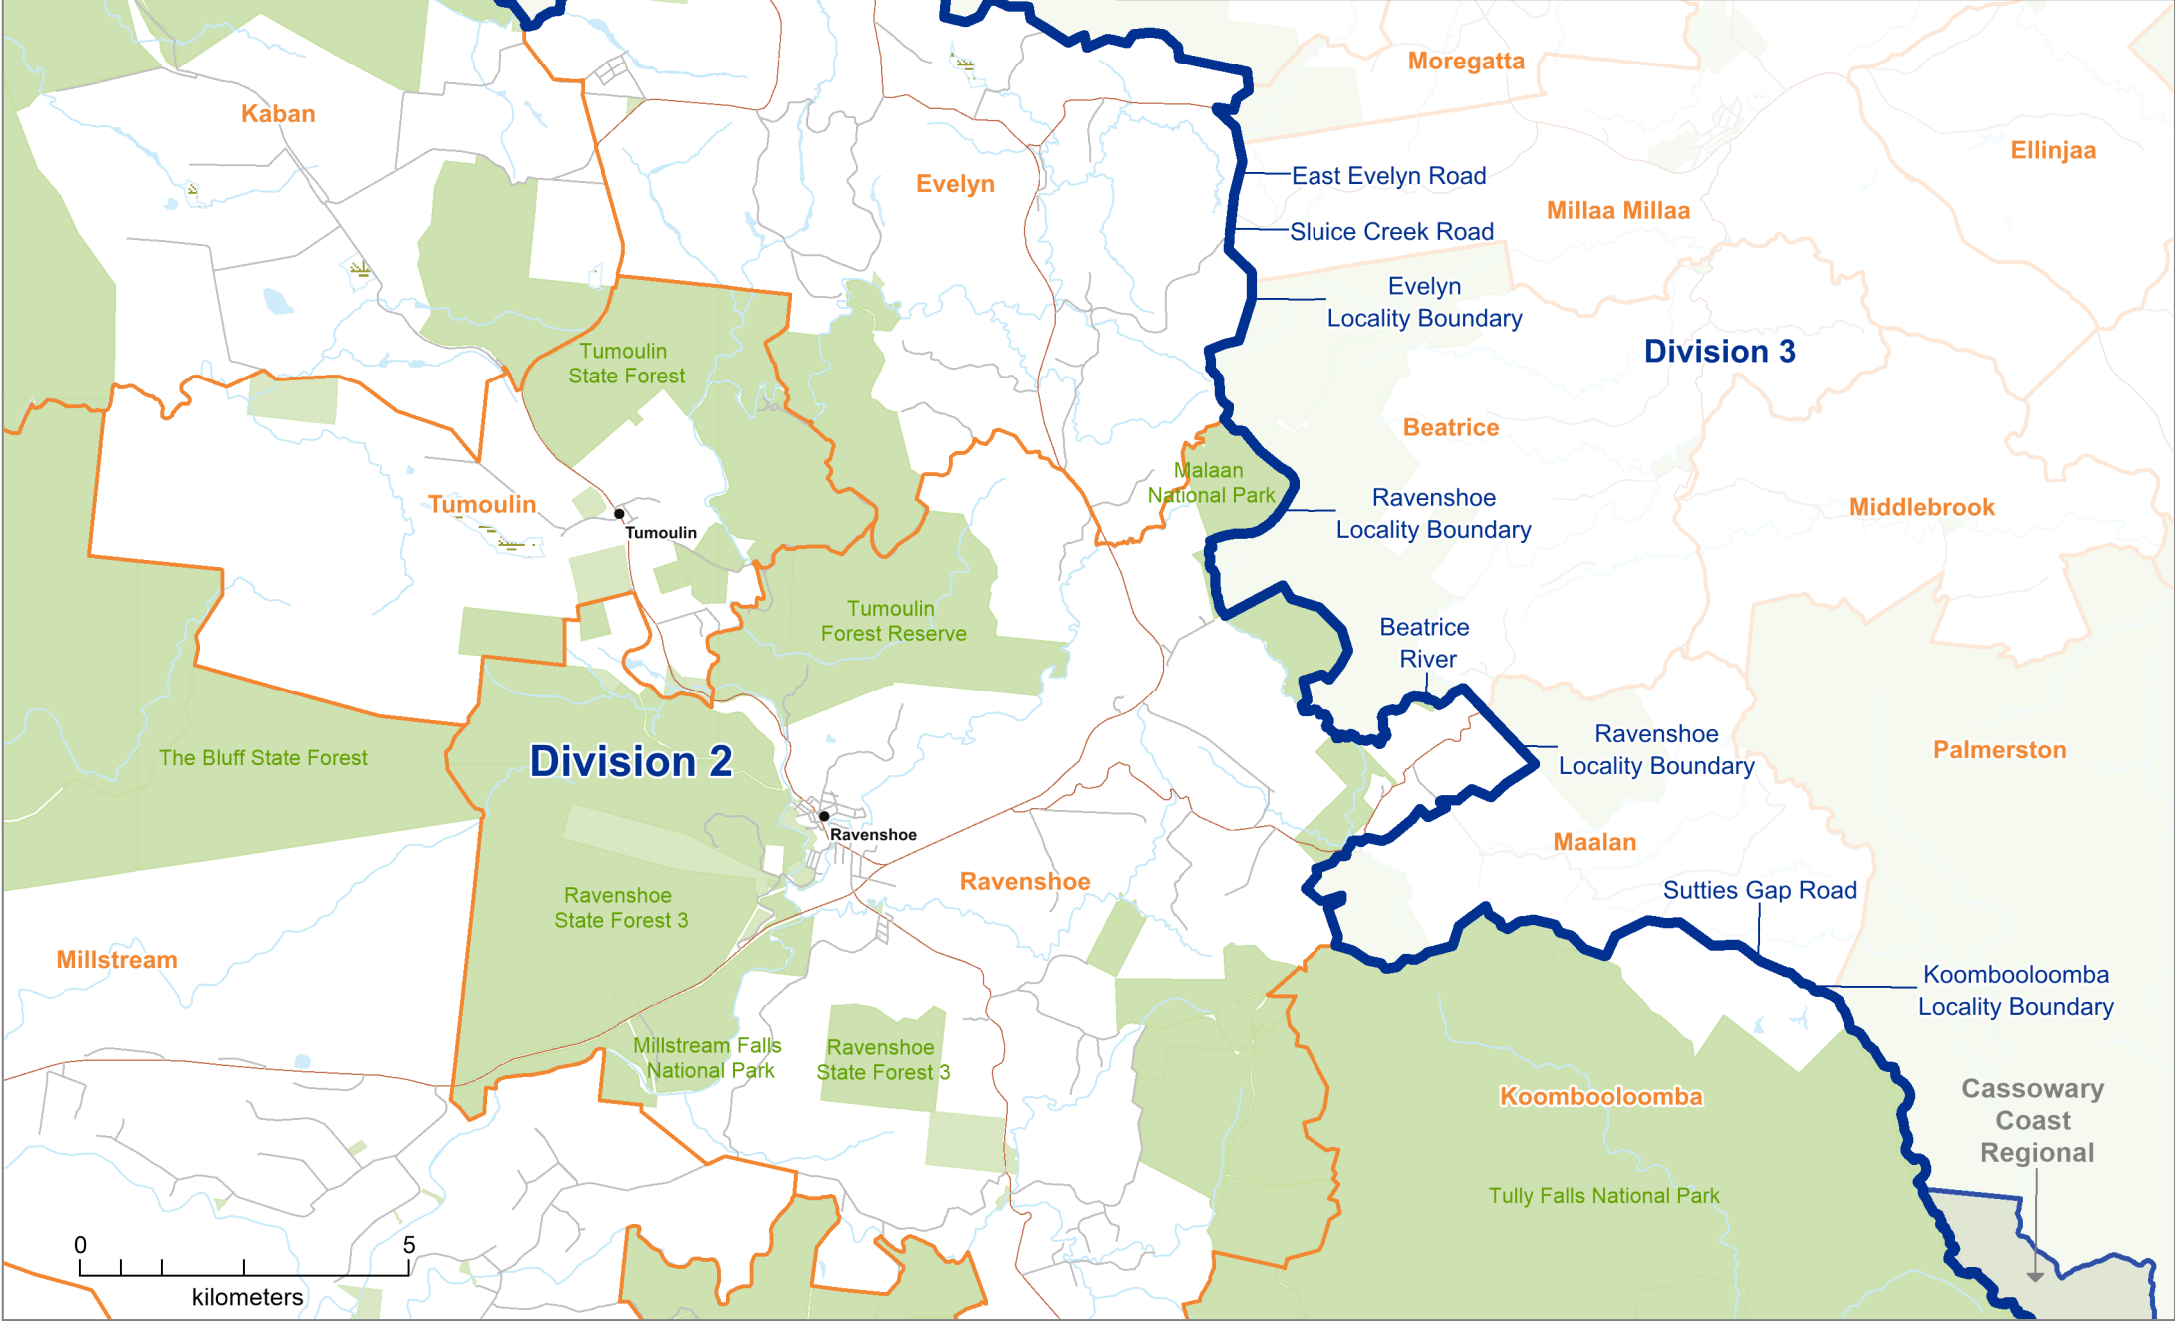 Moregatta
Kaban
Ellinjaa
East Evelyn Road
Evelyn
Millaa Millaa
Sluice Creek Road
Evelyn
Locality Boundary
Tumoulin
State Forest
Division 3
Beatrice
Malaan
National Park
Ravenshoe
Locality Boundary
Tumoulin
Middlebrook
Tumoulin
Tumoulin
Forest Reserve
Beatrice
River
Ravenshoe
Locality Boundary
The Bluff State Forest
Division 2
Palmerston
Ravenshoe
Maalan
Ravenshoe
Sutties Gap Road
Ravenshoe
State Forest 3
Millstream
Koombooloomba
Locality Boundary
Millstream Falls
National Park
Ravenshoe
State Forest 3
Koombooloomba
Cassowary
Coast
Regional
Tully Falls National Park
0 5
kilometers